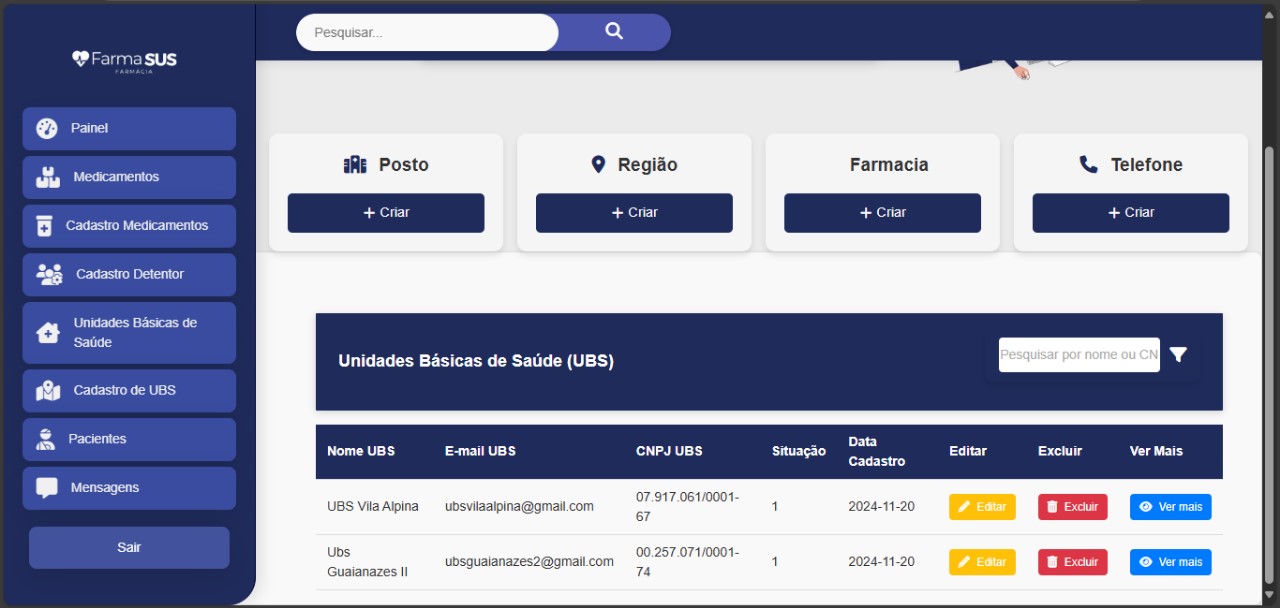 Farma SUS
FARMÁCIA
Pesquisar...
Painel
Medicamentos
Cadastro Medicamentos
Cadastro Detentor
Unidades Básicas de
Saúde
Cadastro de UBS
Pacientes
Mensagens
Sair
Posto
+ Criar
Região
+ Criar
Farmacia
+ Criar
Telefone
+ Criar
Unidades Básicas de Saúde (UBS)
Pesquisar por nome ou CN
Nome UBS E-mail UBS CNPJ UBS Situação Data Cadastro Editar Excluir Ver Mais
UBS Vila Alpina ubsvilaalpina@gmail.com 07.917.061/0001-67 1 2024-11-20 Editar Excluir Ver mais
Ubs Guaianazes II ubsguaianazes2@gmail.com 00.257.071/0001-74 1 2024-11-20 Editar Excluir Ver mais